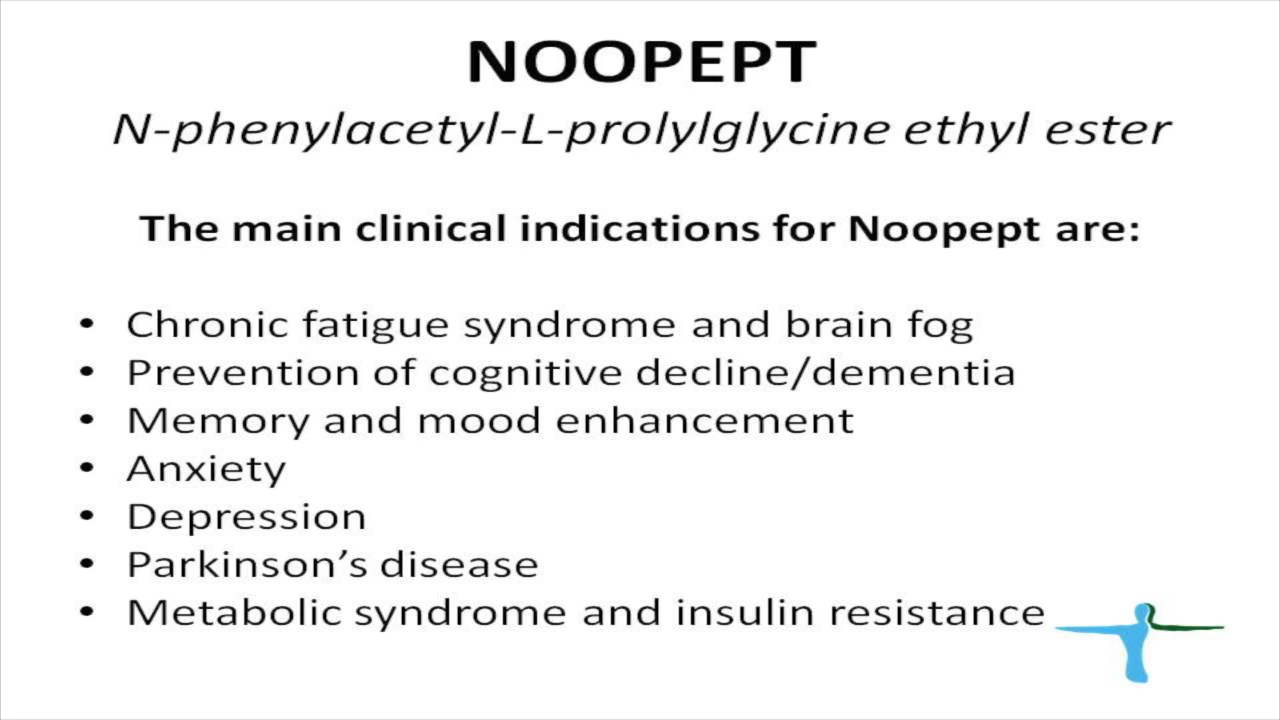 NOOPEPT
N-phenylacetyl-L-prolylglycine ethyl ester
The main clinical indications for Noopept are:
• Chronic fatigue syndrome and brain fog
• Prevention of cognitive decline/dementia
• Memory and mood enhancement
• Anxiety
• Depression
• Parkinson’s disease
• Metabolic syndrome and insulin resistance